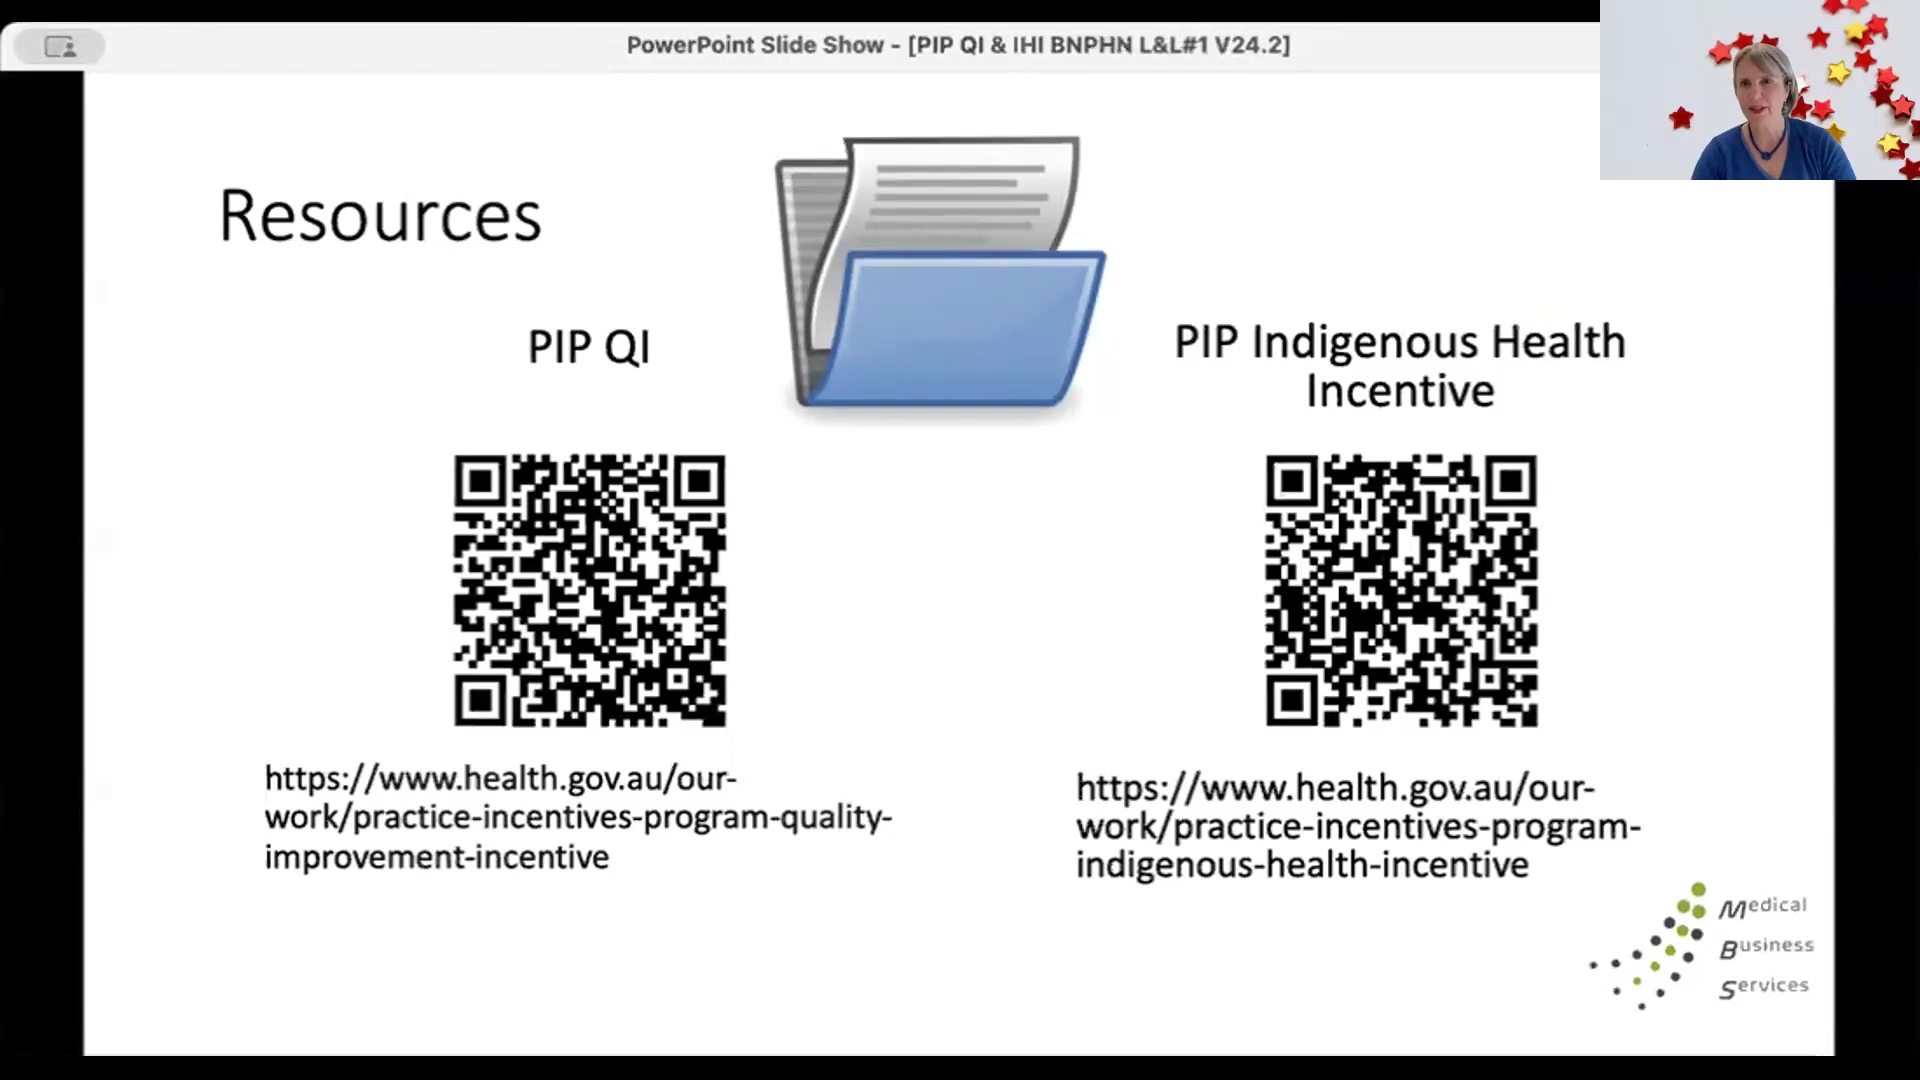 PowerPoint Slide Show - [PIP QI & IHI BNPHN L&L#1 V24.2]
Resources
PIP QI
PIP Indigenous Health
Incentive
https://www.health.gov.au/our-
work/practice-incentives-program-quality-
improvement-incentive
https://www.health.gov.au/our-
work/practice-incentives-program-
indigenous-health-incentive
Medical
Business
Services